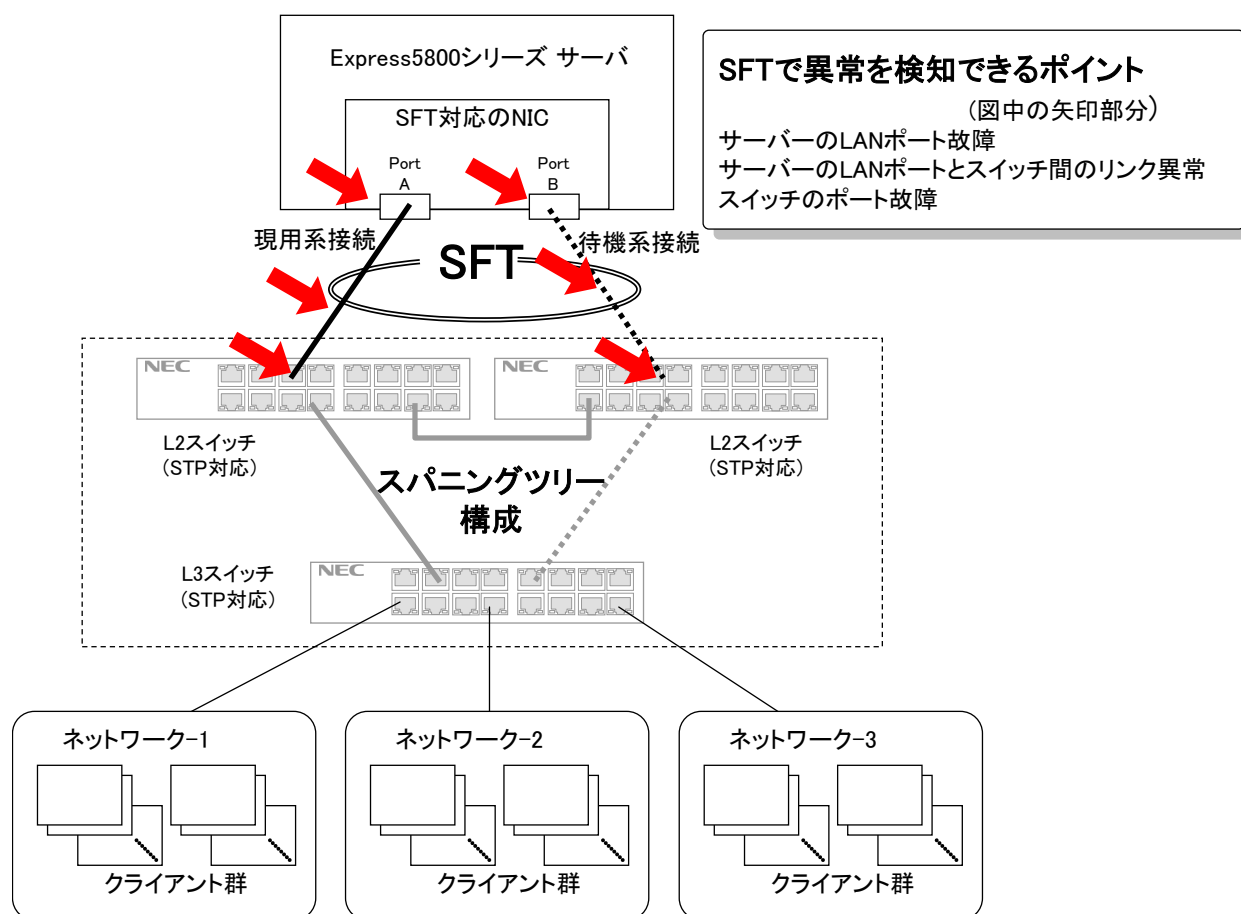 Express5800シリーズ サーバ
SFT対応のNIC
Port
A
Port
B
SFTで異常を検知できるポイント
(図中の矢印部分)
サーバーのLANポート故障
サーバーのLANポートとスイッチ間のリンク異常
スイッチのポート故障
現用系接続
SFT
待機系接続
NEC
NEC
L2スイッチ
(STP対応)
L2スイッチ
(STP対応)
スパニングツリー
構成
L3スイッチ
(STP対応)
NEC
ネットワーク-1
クライアント群
ネットワーク-2
クライアント群
ネットワーク-3
クライアント群